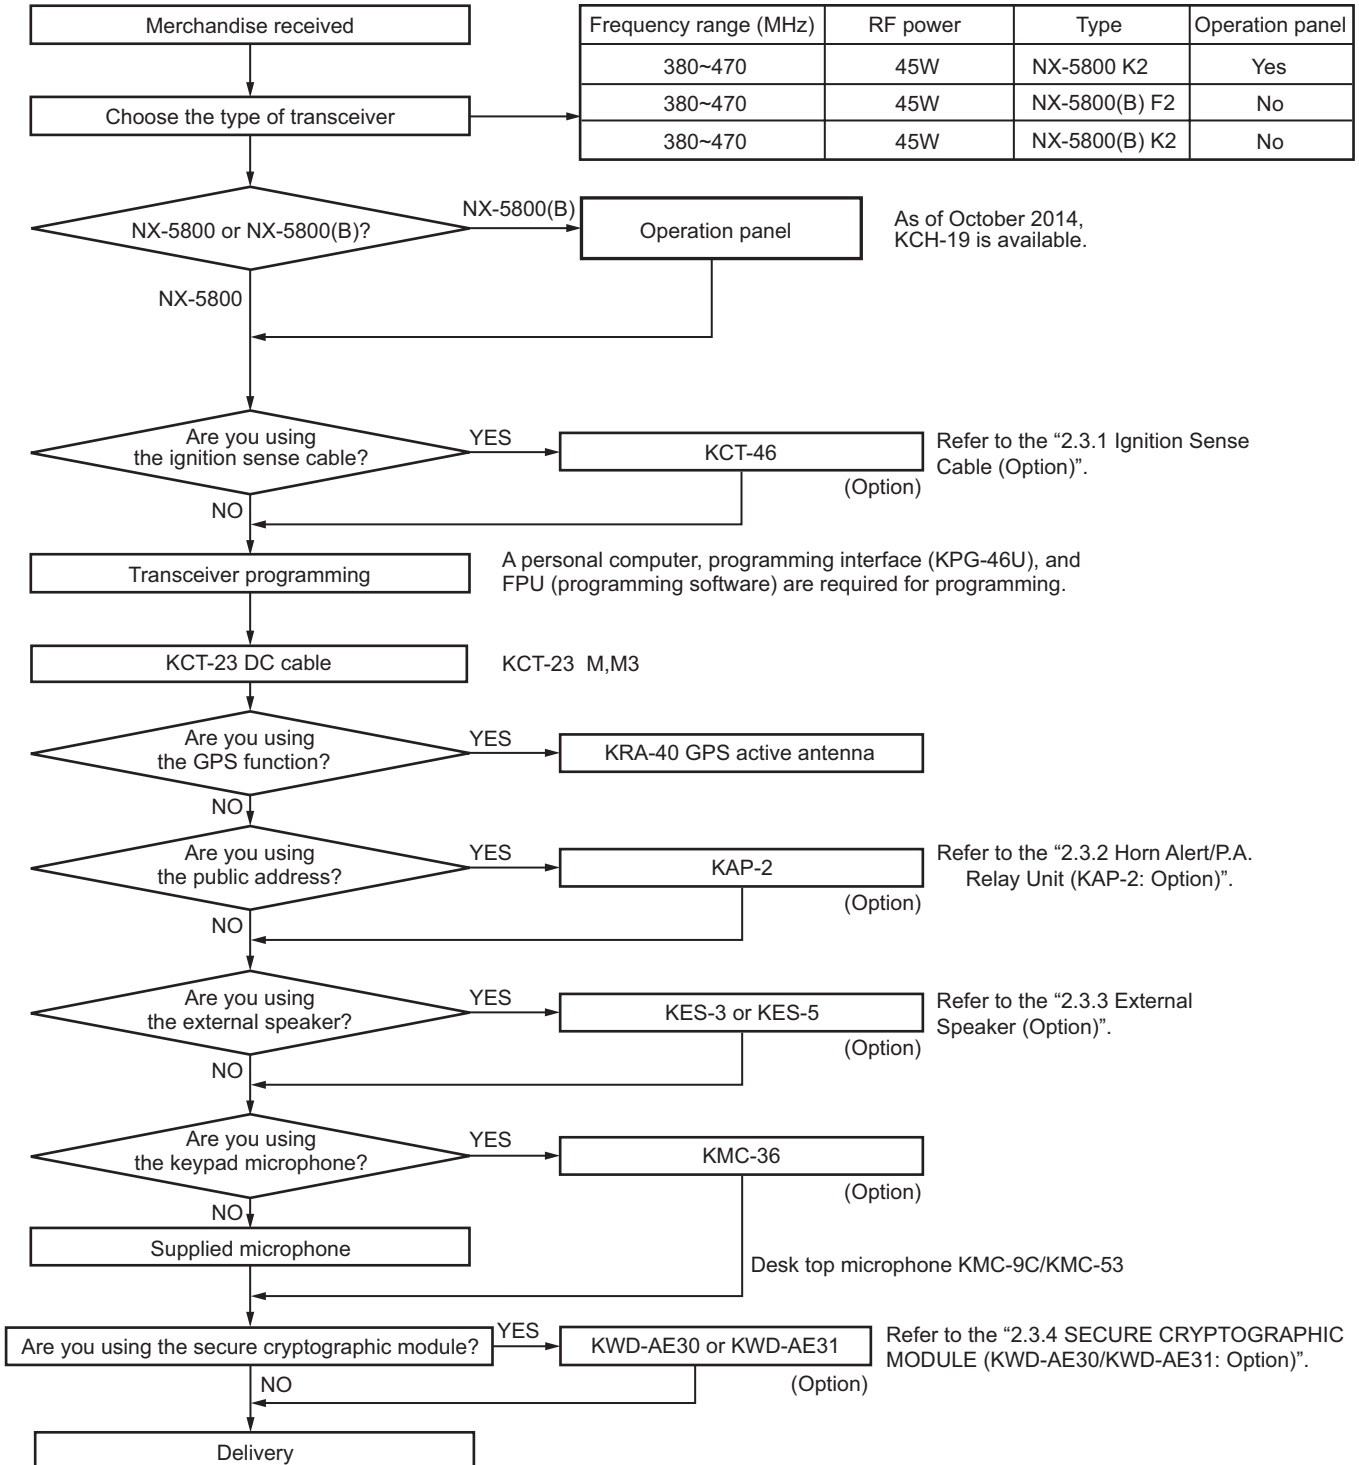 Merchandise received
Frequency range (MHz) RF power Type Operation panel
380~470 45W NX-5800 K2 Yes
380~470 45W NX-5800(B) F2 No
380~470 45W NX-5800(B) K2 No
Choose the type of transceiver
NX-5800 or NX-5800(B)?
NX-5800(B)
Operation panel
As of October 2014,
KCH-19 is available.
NX-5800
Are you using
the ignition sense cable?
YES
KCT-46
(Option)
Refer to the “2.3.1 Ignition Sense
Cable (Option)”.
NO
Transceiver programming
A personal computer, programming interface (KPG-46U), and
FPU (programming software) are required for programming.
KCT-23 DC cable
KCT-23 M,M3
Are you using
the GPS function?
YES
KRA-40 GPS active antenna
NO
Are you using
the public address?
YES
KAP-2
(Option)
Refer to the “2.3.2 Horn Alert/P.A.
Relay Unit (KAP-2: Option)”.
NO
Are you using
the external speaker?
YES
KES-3 or KES-5
(Option)
Refer to the “2.3.3 External
Speaker (Option)”.
NO
Are you using
the keypad microphone?
YES
KMC-36
(Option)
NO
Supplied microphone
Desk top microphone KMC-9C/KMC-53
Are you using the secure cryptographic module?
YES
KWD-AE30 or KWD-AE31
(Option)
Refer to the “2.3.4 SECURE CRYPTOGRAPHIC
MODULE (KWD-AE30/KWD-AE31: Option)”.
NO
Delivery